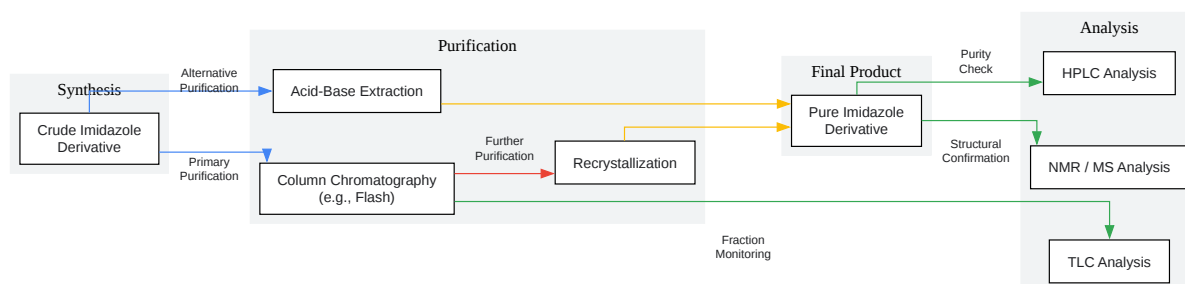 Synthesis
Crude Imidazole
Derivative
Alternative
Purification
Primary
Purification
Purification
Acid-Base Extraction
Column Chromatography
(e.g., Flash)
Further
Purification
Recrystallization
Final Product
Pure Imidazole
Derivative
Purity
Check
Structural
Confirmation
Fraction
Monitoring
Analysis
HPLC Analysis
NMR / MS Analysis
TLC Analysis